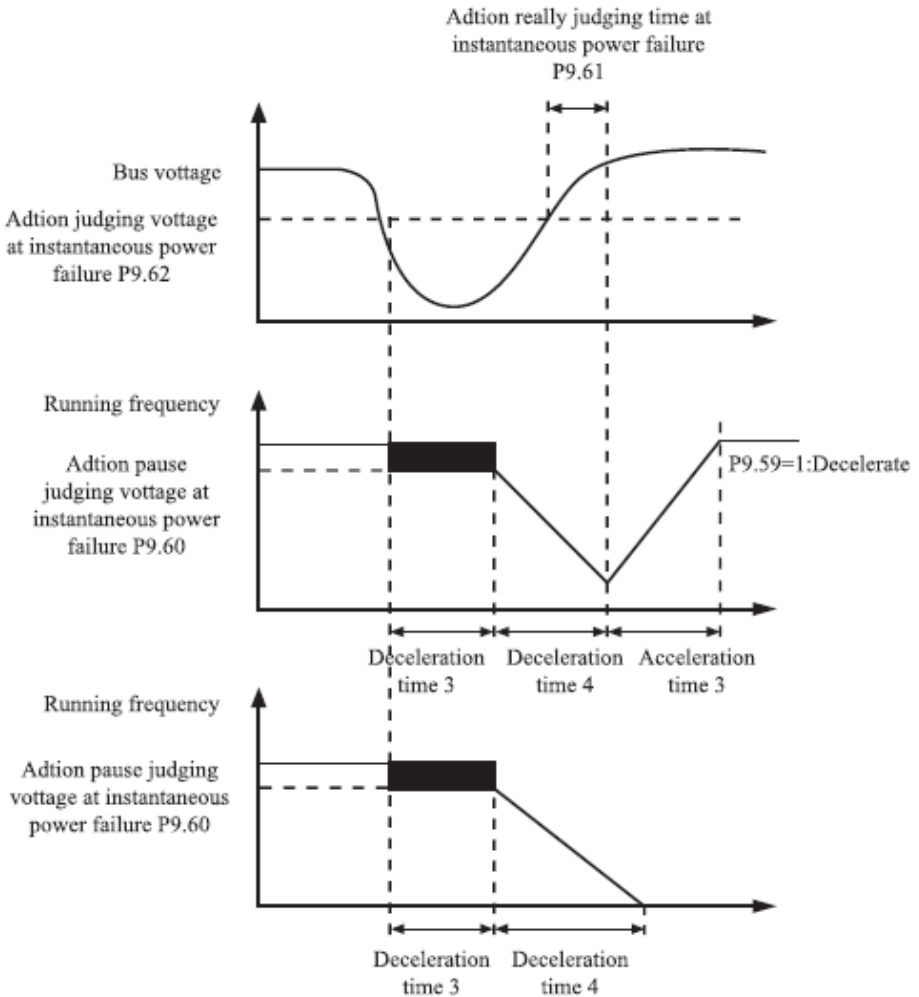 Adtion really judging time at
instantaneous power failure
P9.61
Bus vottage
Adtion judging vottage
at instantaneous power
failure P9.62
Running frequency
Adtion pause
judging vottage at
instantaneous power
failure P9.60
P9.59=1:Decelerate
Deceleration
time 3
Deceleration
time 4
Acceleration
time 3
Running frequency
Adtion pause judging
vottage at instantaneous
power failure P9.60
Deceleration
time 3
Deceleration
time 4